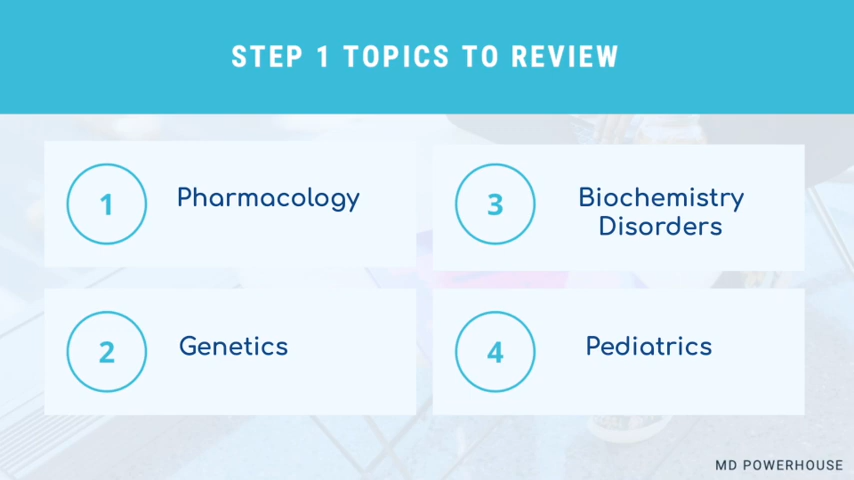 STEP 1 TOPICS TO REVIEW
1
Pharmacology
2
Genetics
3
Biochemistry
Disorders
4
Pediatrics
MD POWERHOUSE